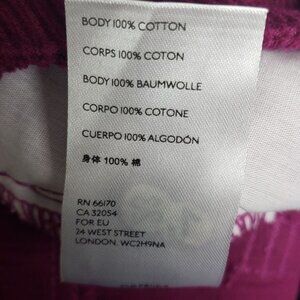 BODY 100% COTTON
CORPS 100% COTON
BODY 100% BAUMWOLLE
CORPO 100% COTONE
CUERPO 100% ALGODÓN
身体 100% 棉
RN 66170
CA 32054
FOR EU
24 WEST STREET
LONDON, WC2H9NA